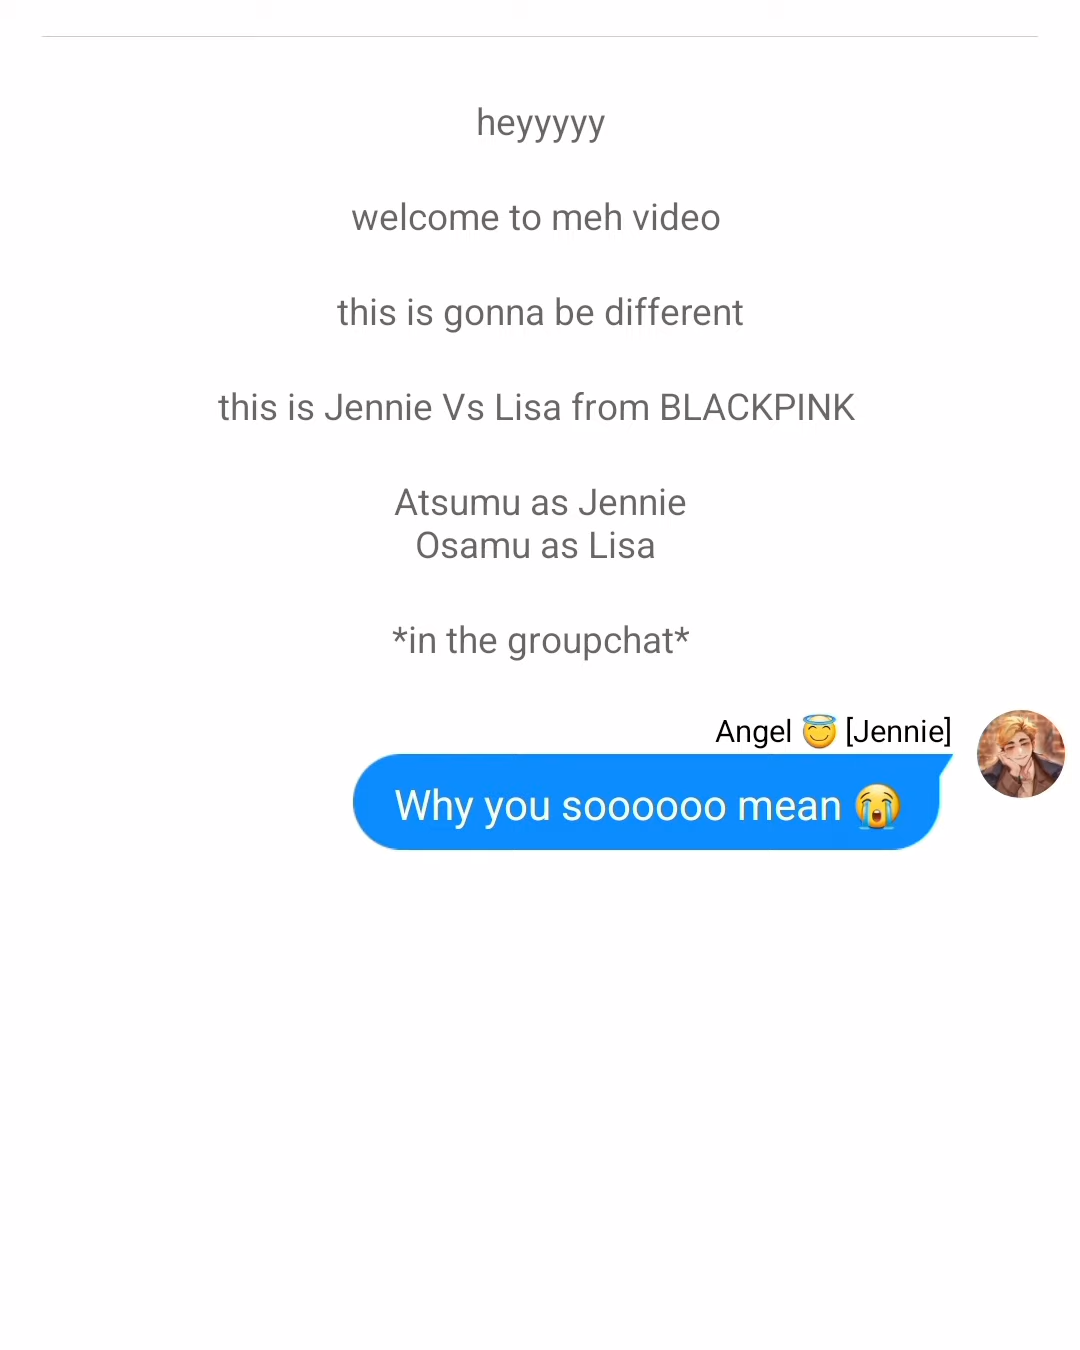 heyyyyy
welcome to meh video
this is gonna be different
this is Jennie Vs Lisa from BLACKPINK
Atsumu as Jennie
Osamu as Lisa
*in the groupchat*
Angel 😇 [Jennie]
Why you soooooo mean 😭